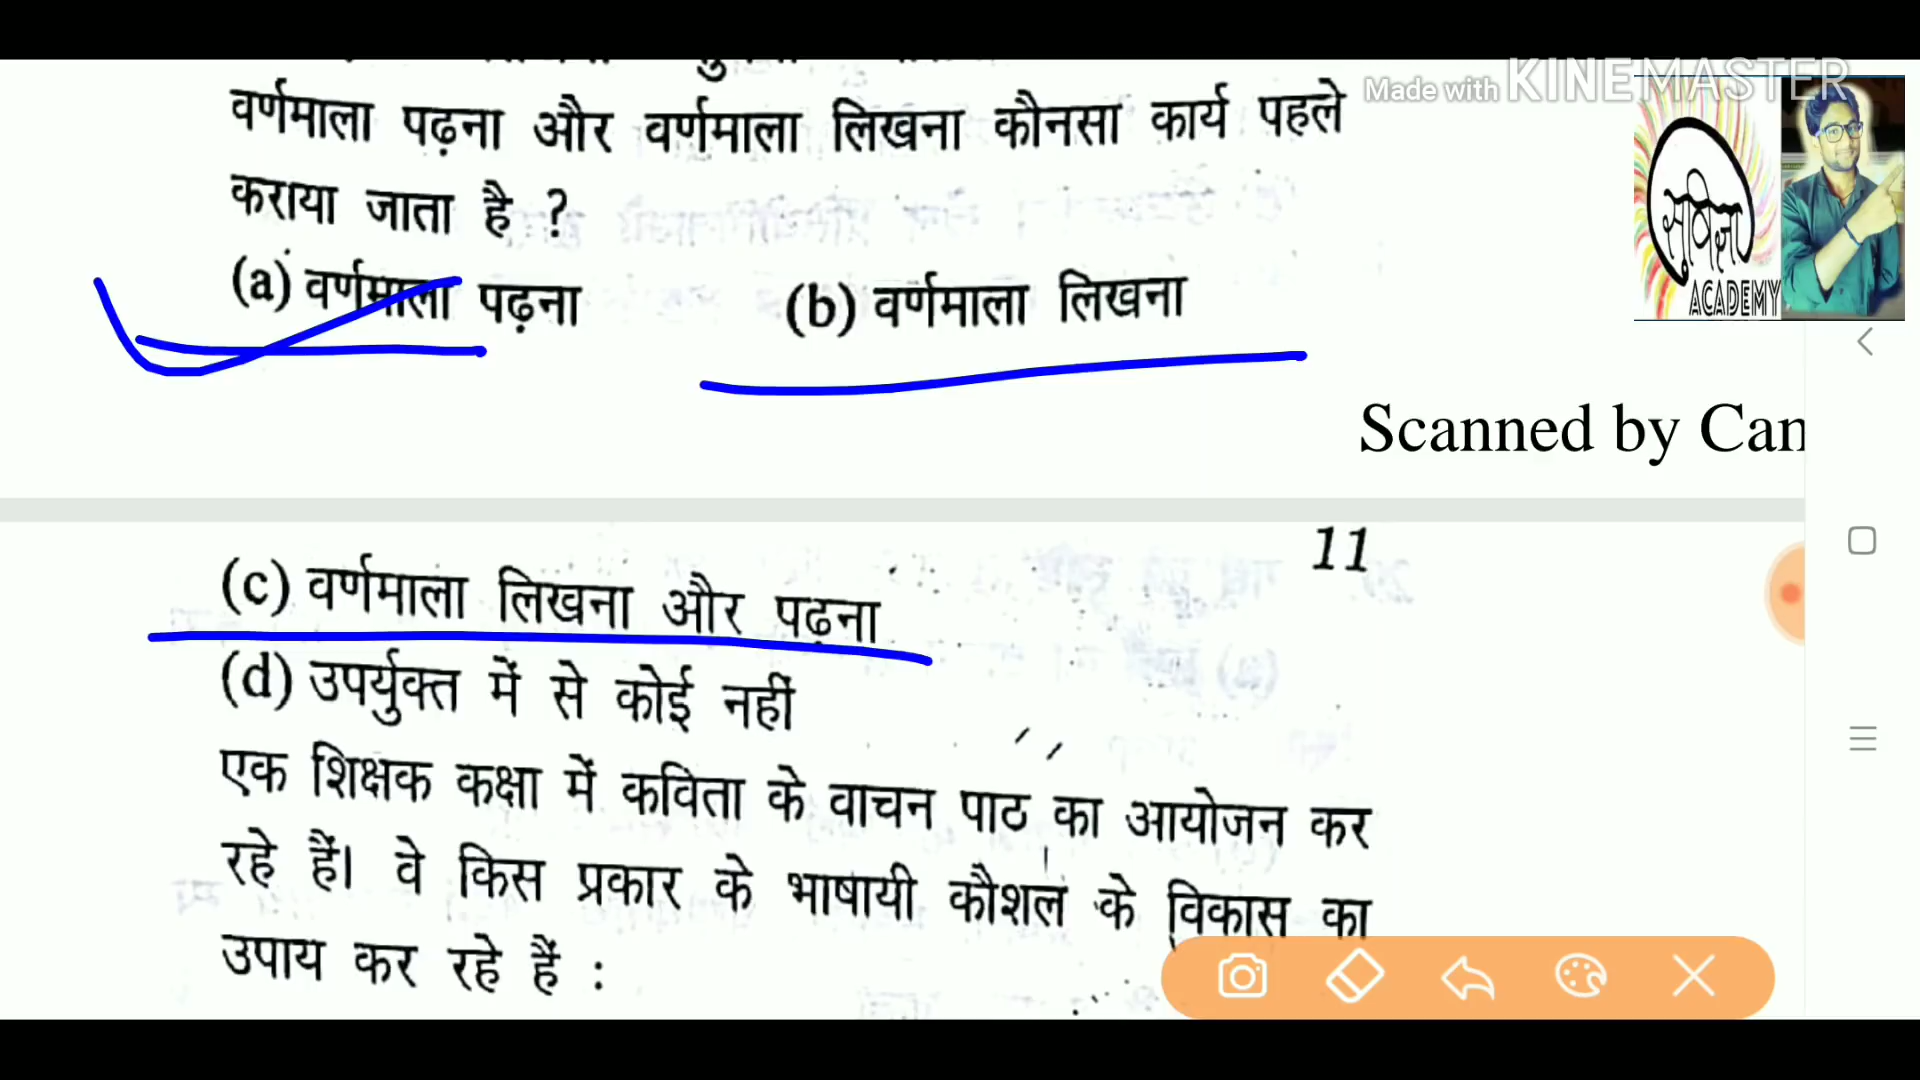 Made with KINEMASTER
वर्णमाला पढ़ना और वर्णमाला लिखना कौनसा कार्य पहले
कराया जाता है ?
(a) वर्णमाला पढ़ना (b) वर्णमाला लिखना
सुविज्ञा
ACADEMY
Scanned by Can
11
(c) वर्णमाला लिखना और पढ़ना
(d) उपर्युक्त में से कोई नहीं
एक शिक्षक कक्षा में कविता के वाचन पाठ का आयोजन कर
रहे हैं। वे किस प्रकार के भाषायी कौशल के विकास का
उपाय कर रहे हैं :